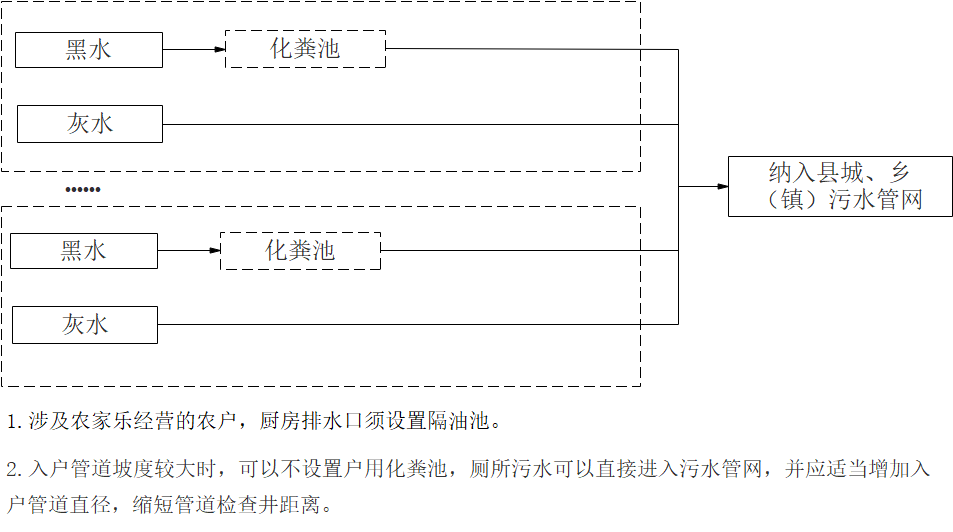 黑水
化粪池
灰水
……
纳入县城、乡
（镇）污水管网
黑水
化粪池
灰水
1.涉及农家乐经营的农户，厨房排水口须设置隔油池。
2.入户管道坡度较大时，可以不设置户用化粪池，厕所污水可以直接进入污水管网，并应适当增加入
户管道直径，缩短管道检查井距离。